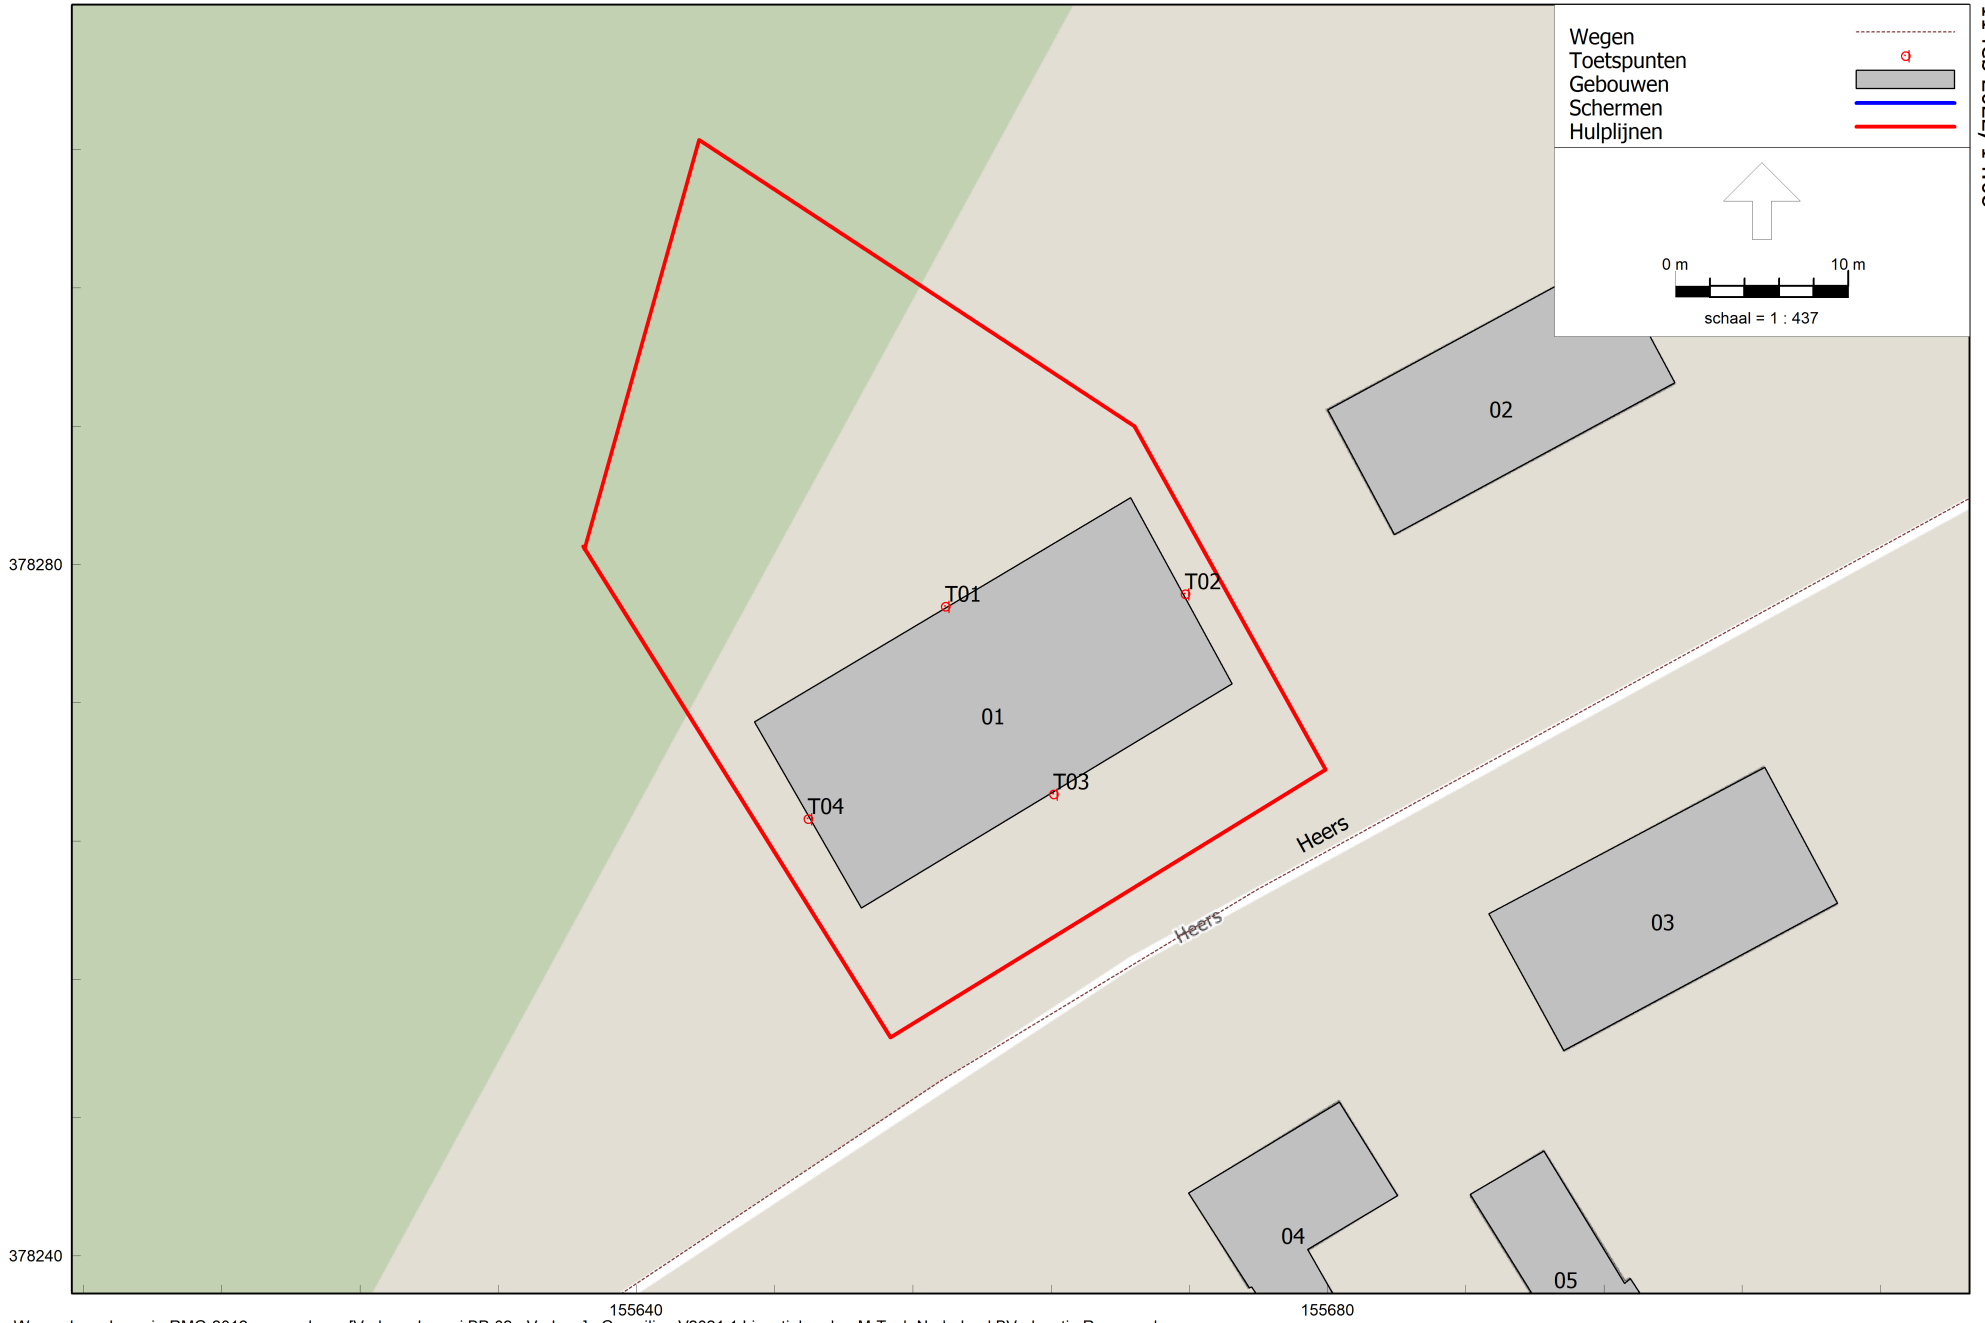 Wegen
Toetspunten
Gebouwen
Schermen
Hulplijnen
0 m 10 m
schaal = 1 : 437
02
378280
T01
T02
01
T03
T04
Heers
Heers
03
04
05
378240
155640
155680